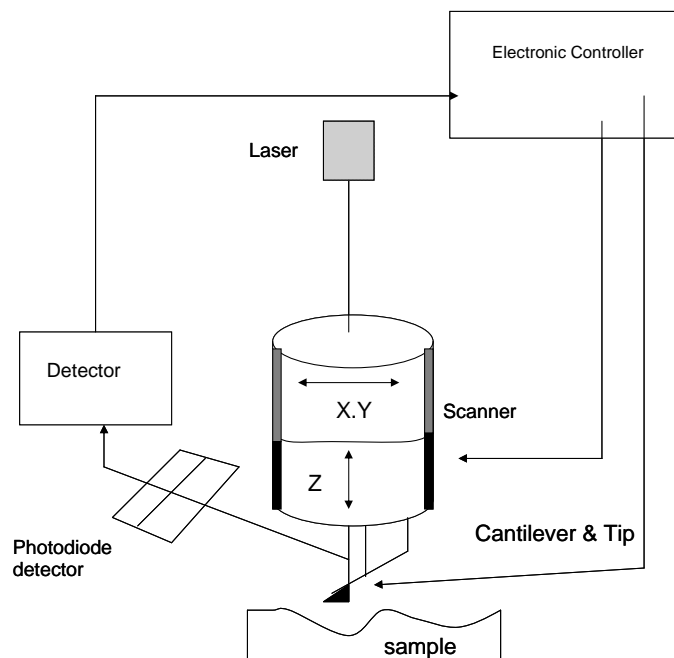 Electronic Controller
Laser
Detector
X.Y
Scanner
Z
Cantilever & Tip
Photodiode
detector
sample